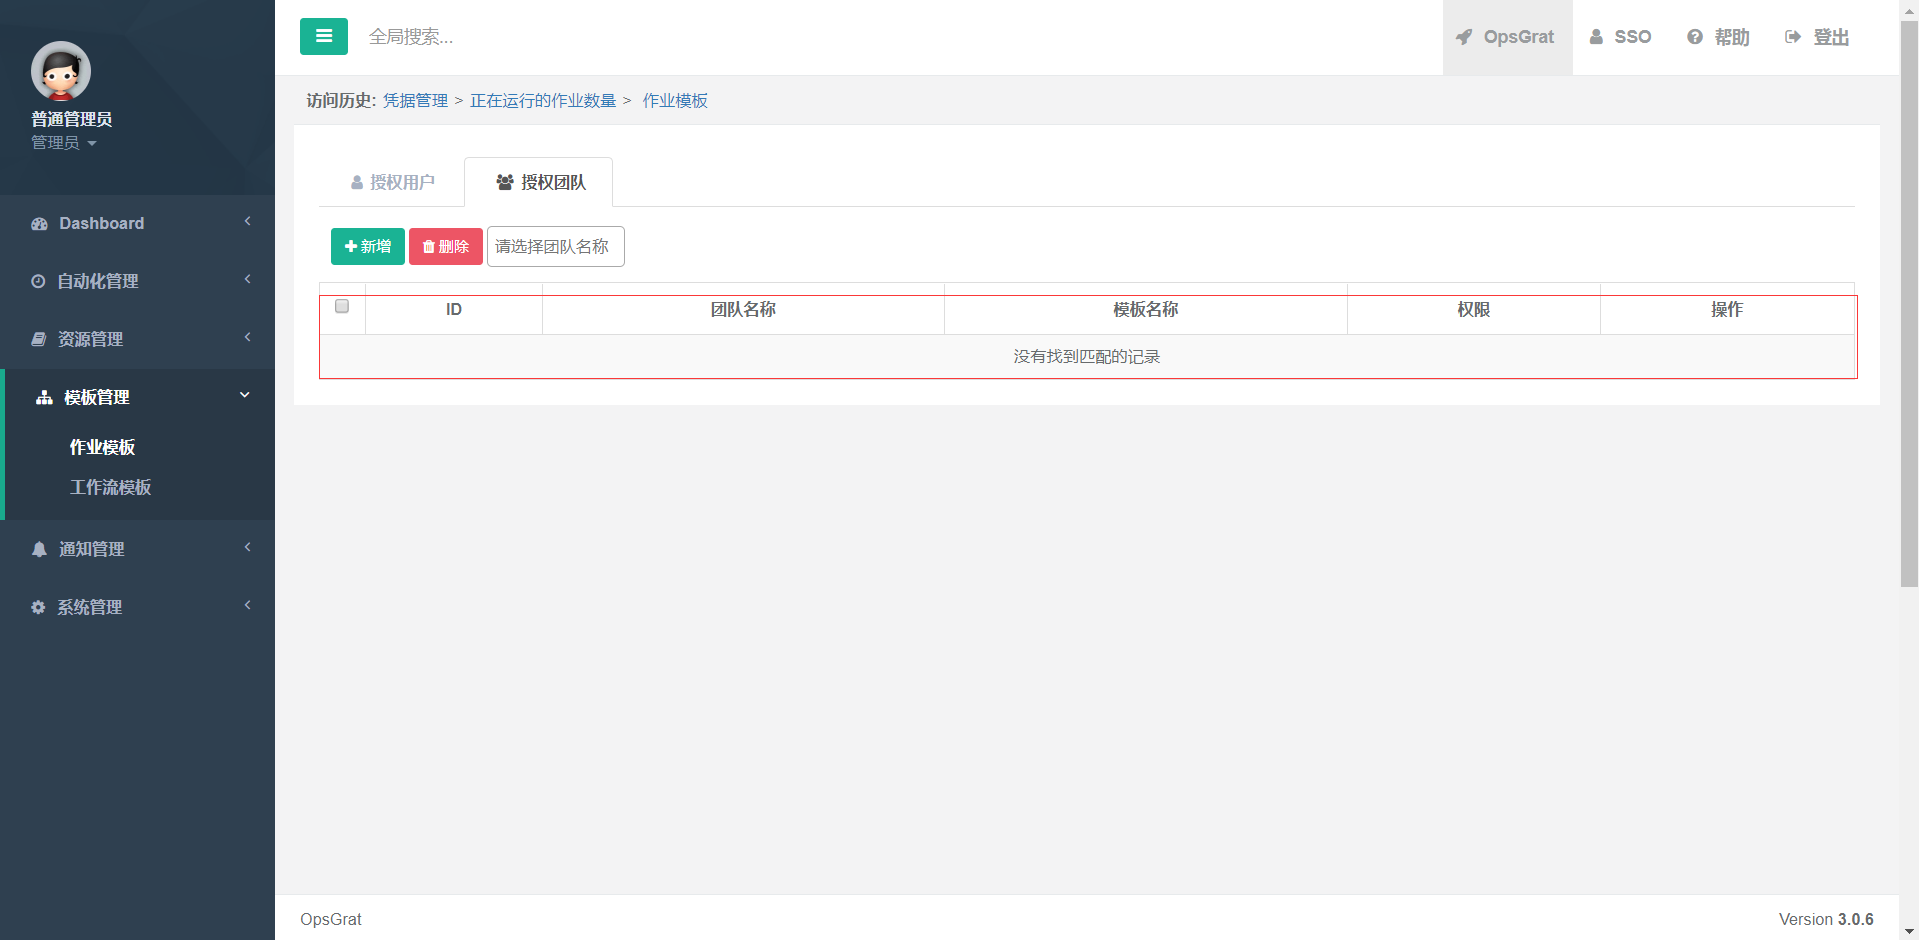 全局搜索...
OpsGrat
SSO
帮助
登出
普通管理员
管理员
Dashboard
自动化管理
资源管理
模板管理
作业模板
工作流模板
通知管理
系统管理
访问历史: 凭据管理 > 正在运行的作业数量 > 作业模板
授权用户
授权团队
新增
删除
请选择团队名称
ID 团队名称 模板名称 权限 操作
没有找到匹配的记录
OpsGrat
Version 3.0.6